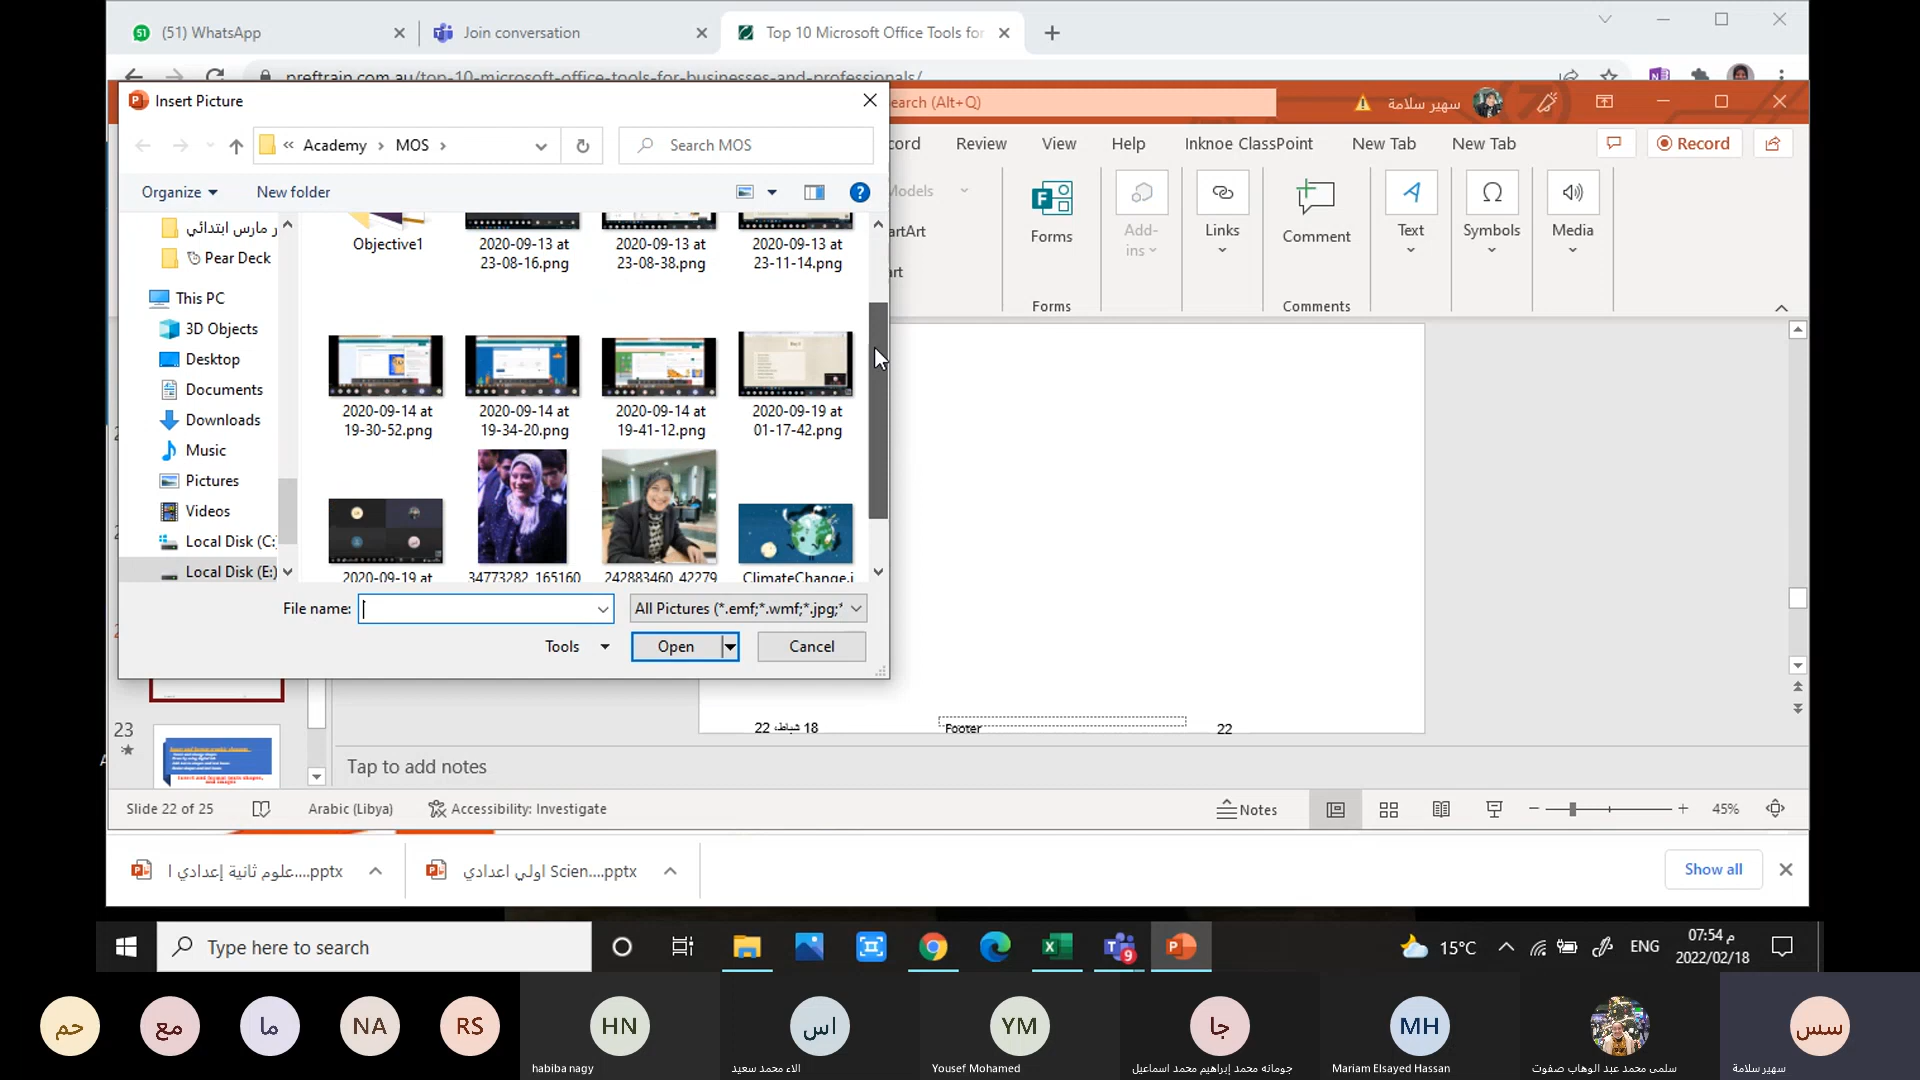 (51) WhatsApp
Join conversation
Top 10 Microsoft Office Tools for
preftrain.com.au/top-10-microsoft-office-tools-for-businesses-and-professionals/
Insert Picture
earch (Alt+Q)
سهير سلامة
Academy
MOS
Search MOS
cord
Review
View
Help
Inknoe ClassPoint
New Tab
New Tab
Record
Organize
New folder
Models
artArt
art
Forms
Add-
ins
Links
Comment
Text
Symbols
Media
Forms
Comments
ر مارس ابتدائي
Pear Deck
This PC
3D Objects
Desktop
Documents
Downloads
Music
Pictures
Videos
Local Disk (C:
Local Disk (E:)
Objective1
2020-09-13 at
23-08-16.png
2020-09-13 at
23-08-38.png
2020-09-13 at
23-11-14.png
2020-09-14 at
19-30-52.png
2020-09-14 at
19-34-20.png
2020-09-14 at
19-41-12.png
2020-09-19 at
01-17-42.png
2020-09-19 at
34773282_165160
242883460_42279
ClimateChange.j
File name:
All Pictures (*.emf;*.wmf;*.jpg;*
Tools
Open
Cancel
18 شباط، 22
Footer
22
23
Tap to add notes
Slide 22 of 25
Arabic (Libya)
Accessibility: Investigate
Notes
45%
علوم ثانية إعدادي ا....pptx
اولي اعدادي Scien....pptx
Show all
Type here to search
9
15°C
ENG
07:54 م
2022/02/18
حم
مع
ما
NA
RS
HN
اس
YM
جا
MH
سس
habiba nagy
الاء محمد سعيد
Yousef Mohamed
جومانه محمد إبراهيم محمد اسماعيل
Mariam Elsayed Hassan
سلمى محمد عبد الوهاب صفوت
سهير سلامة